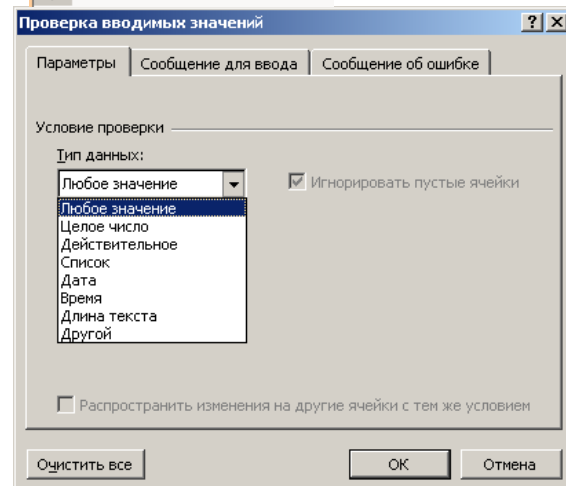 Проверка вводимых значений
Параметры Сообщение для ввода Сообщение об ошибке
Условие проверки
Тип данных:
Любое значение Игнорировать пустые ячейки
Любое значение
Целое число
Действительное
Список
Дата
Время
Длина текста
Другой
Распространить изменения на другие ячейки с тем же условием
Очистить все ОК Отмена